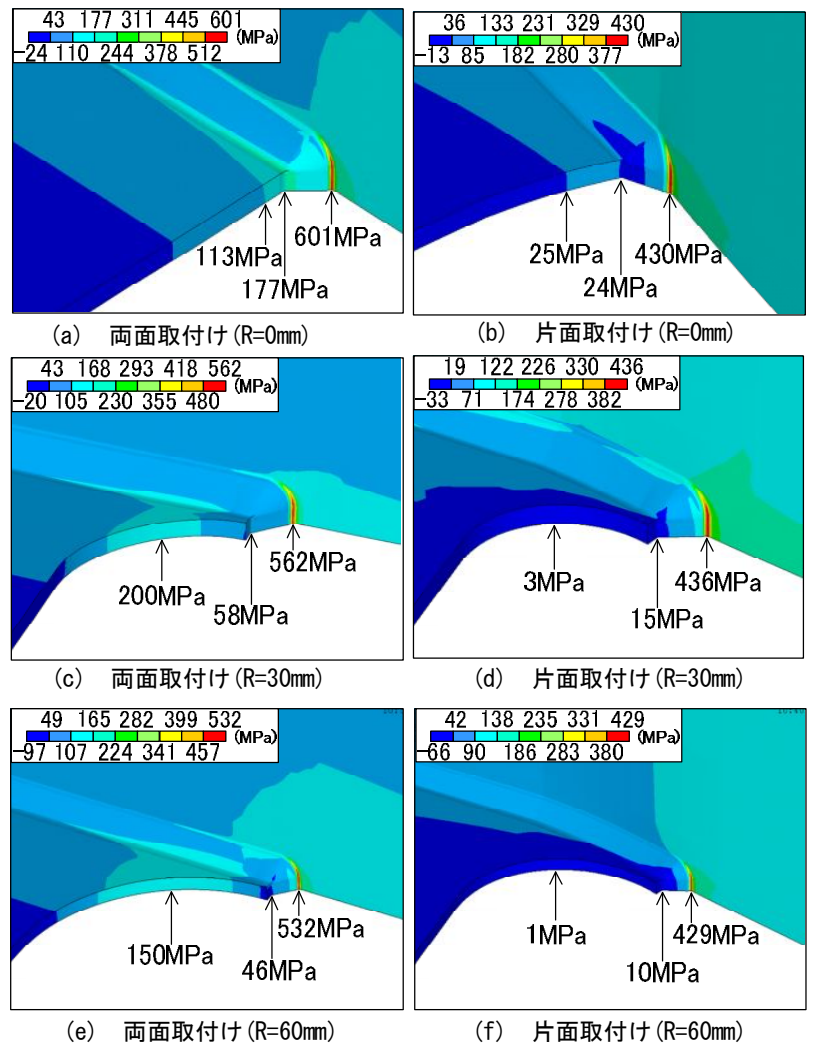 43 177 311 445 601
-24 110 244 378 512 (MPa)
113MPa
177MPa
601MPa
(a) 両面取付け(R=0mm)
36 133 231 329 430
-13 85 182 280 377 (MPa)
25MPa
24MPa
430MPa
(b) 片面取付け(R=0mm)
43 168 293 418 562
-20 105 230 355 480 (MPa)
200MPa
58MPa
562MPa
(c) 両面取付け(R=30mm)
19 122 226 330 436
-33 71 174 278 382 (MPa)
3MPa
15MPa
436MPa
(d) 片面取付け(R=30mm)
49 165 282 399 532
-97 107 224 341 457 (MPa)
150MPa
46MPa
532MPa
(e) 両面取付け(R=60mm)
42 138 235 331 429
-66 90 186 283 380 (MPa)
1MPa
10MPa
429MPa
(f) 片面取付け(R=60mm)